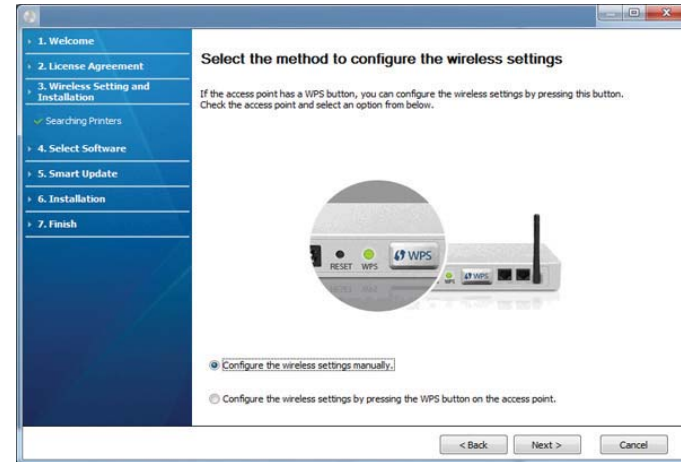 1. Welcome
2. License Agreement
3. Wireless Setting and
Installation
Searching Printers
4. Select Software
5. Smart Update
6. Installation
7. Finish
Select the method to configure the wireless settings
If the access point has a WPS button, you can configure the wireless settings by pressing this button.
Check the access point and select an option from below.
RESET WPS WPS
WPS WPS
Configure the wireless settings manually.
Configure the wireless settings by pressing the WPS button on the access point.
< Back Next > Cancel